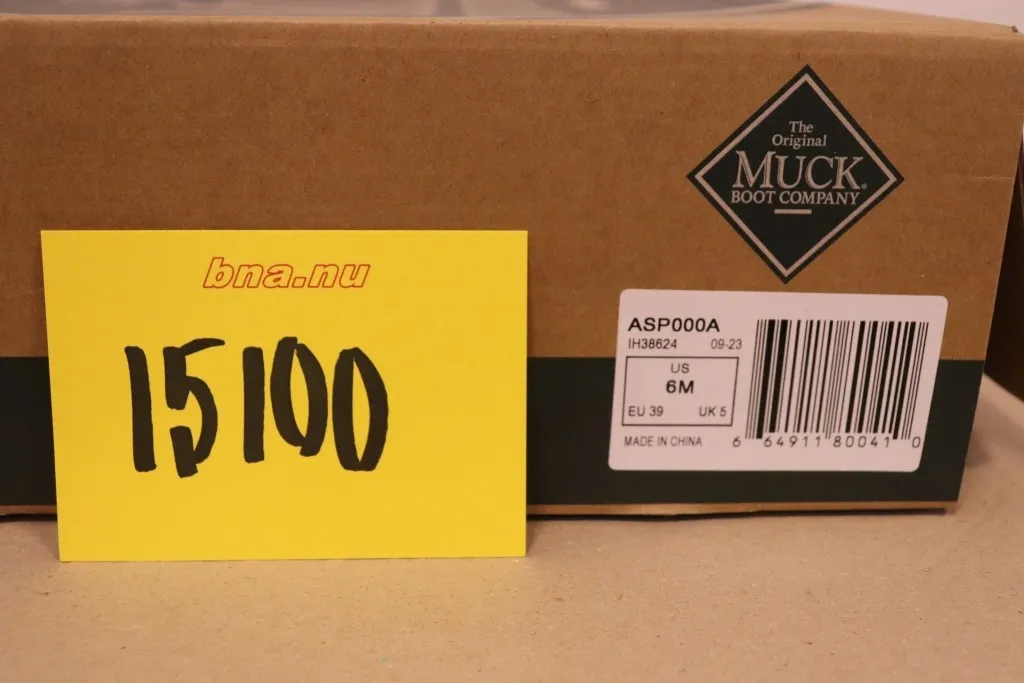 bna.nu
15100
The
Original
MUCK®
BOOT COMPANY
ASP000A
IH38624 09-23
US
6M
EU 39 UK 5
MADE IN CHINA
6 64911 80041 0